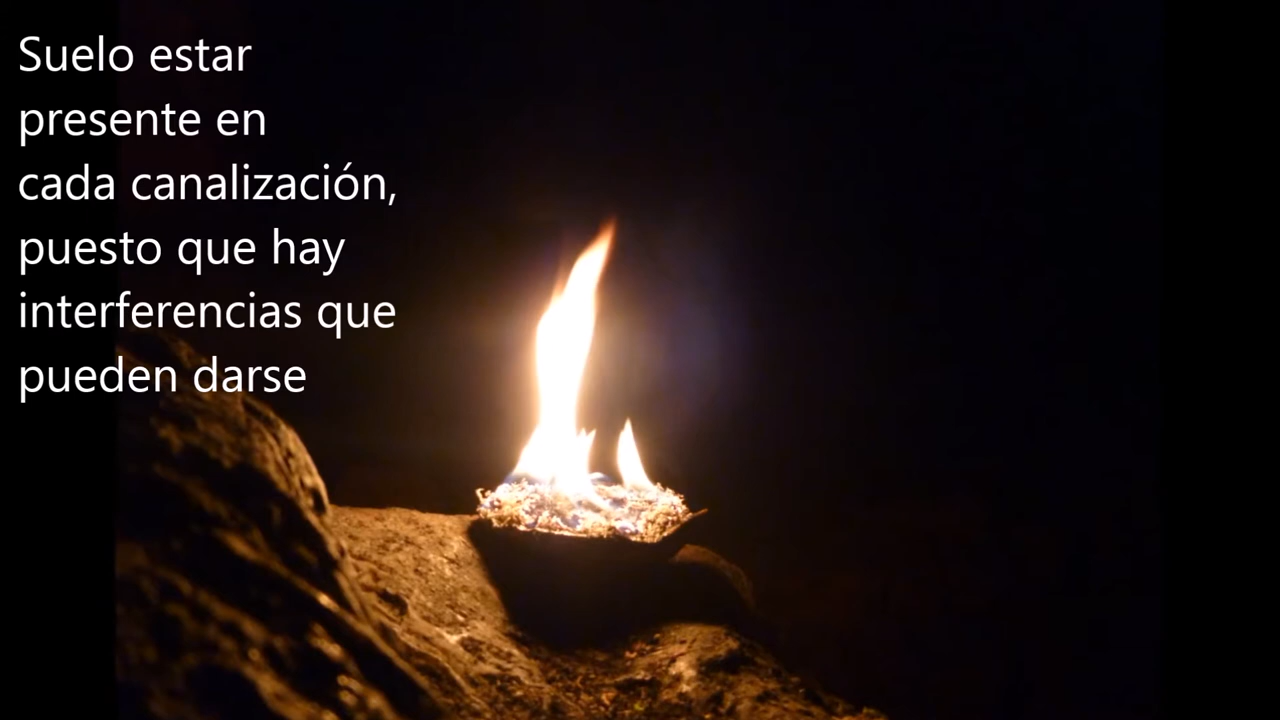 Suelo estar
presente en
cada canalización,
puesto que hay
interferencias que
pueden darse